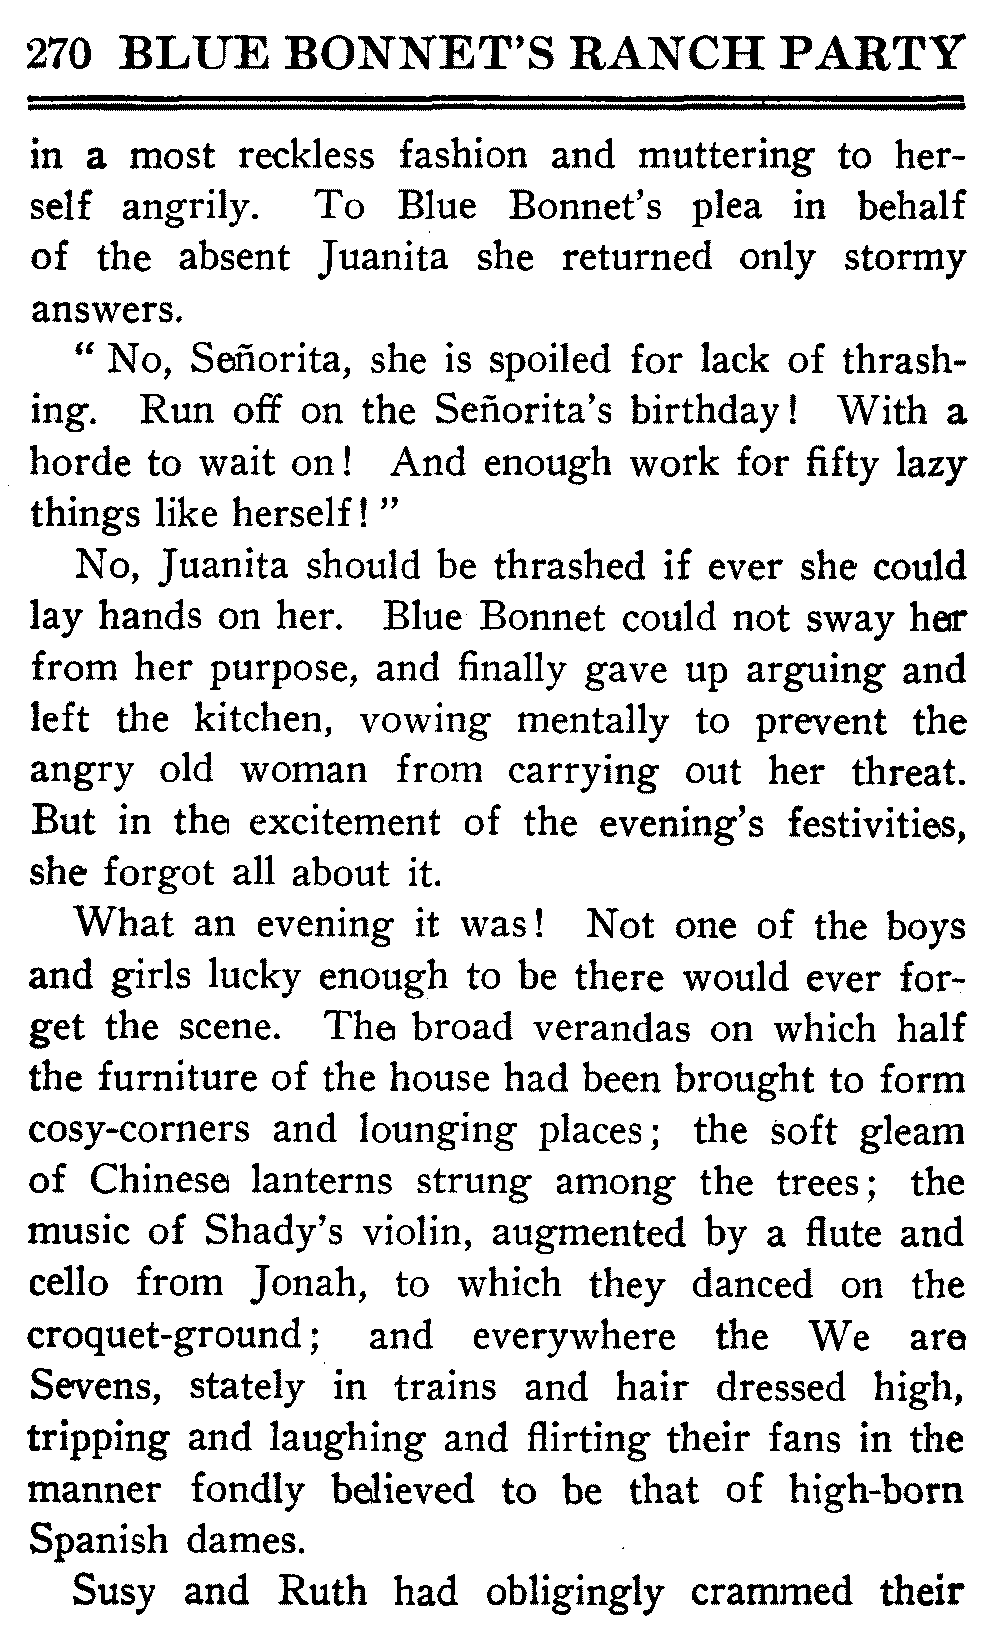 270 BLUE BONNET'S RANCH PARTY
in a most reckless fashion and muttering to her-
self angrily. To Blue Bonnet's plea in behalf
of the absent Juanita she returned only stormy
answers.
" No, Señorita, she is spoiled for lack of thrash-
ing. Run off on the Señorita's birthday! With a
horde to wait on! And enough work for fifty lazy
things like herself! "
No, Juanita should be thrashed if ever she could
lay hands on her. Blue Bonnet could not sway her
from her purpose, and finally gave up arguing and
left the kitchen, vowing mentally to prevent the
angry old woman from carrying out her threat.
But in the excitement of the evening's festivities,
she forgot all about it.
What an evening it was! Not one of the boys
and girls lucky enough to be there would ever for-
get the scene. The broad verandas on which half
the furniture of the house had been brought to form
cosy-corners and lounging places; the soft gleam
of Chinese lanterns strung among the trees; the
music of Shady's violin, augmented by a flute and
cello from Jonah, to which they danced on the
croquet-ground; and everywhere the We are
Sevens, stately in trains and hair dressed high,
tripping and laughing and flirting their fans in the
manner fondly believed to be that of high-born
Spanish dames.
Susy and Ruth had obligingly crammed their